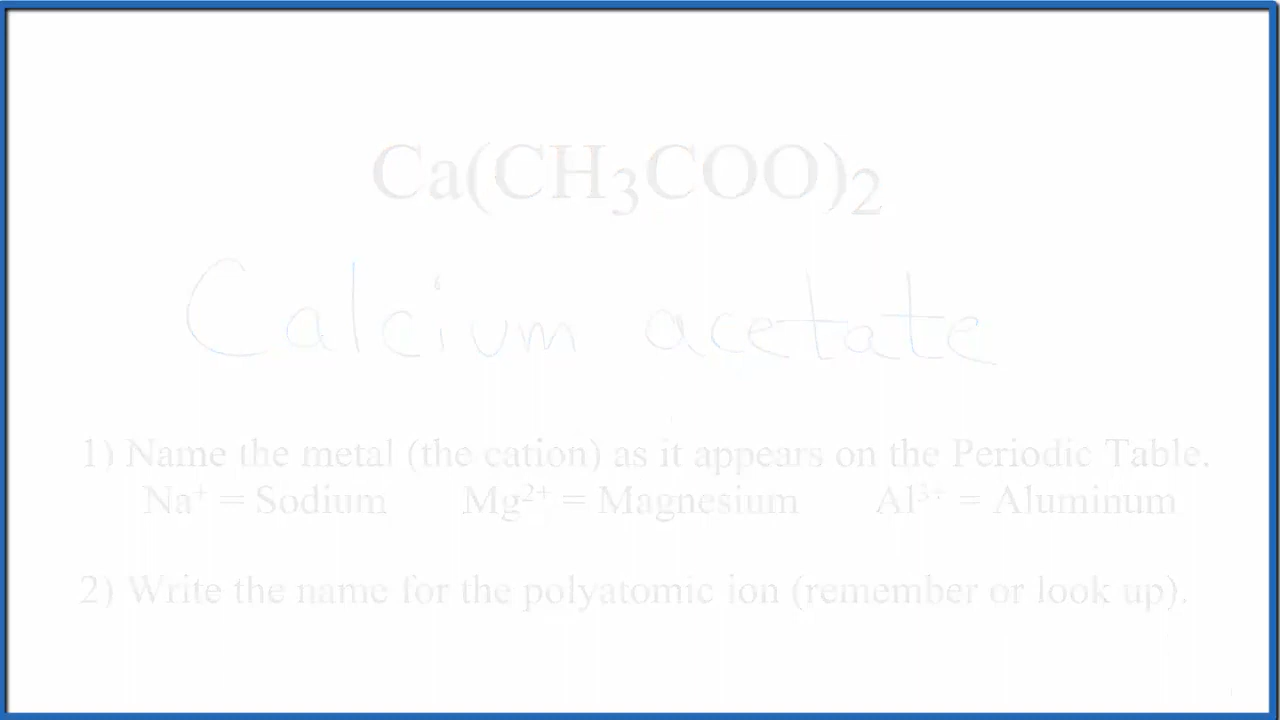 Ca(CH₃COO)₂
Calcium acetate
1) Name the metal (the cation) as it appears on the Periodic Table.
Na⁺ = Sodium Mg²⁺ = Magnesium Al³⁺ = Aluminum
2) Write the name for the polyatomic ion (remember or look up).